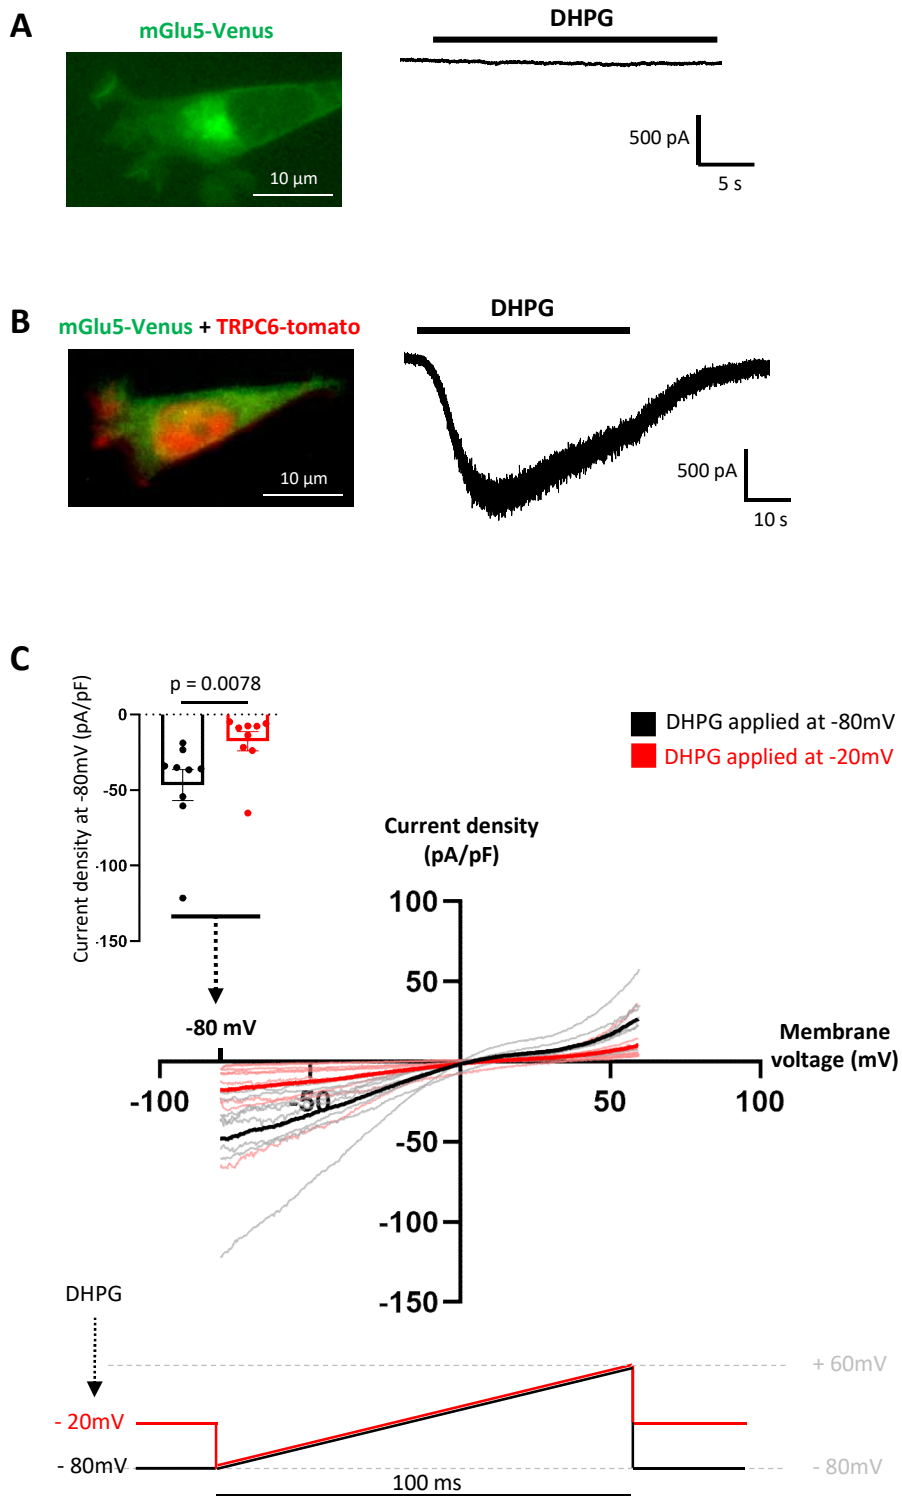 A
mGlu5-Venus
DHPG
10 µm
500 pA
5 s
B
mGlu5-Venus + TRPC6-tomato
DHPG
10 µm
500 pA
10 s
C
p = 0.0078
Current density at -80mV (pA/pF)
0
-50
-100
-150
DHPG applied at -80mV
DHPG applied at -20mV
Current density
(pA/pF)
100
50
-80 mV
Membrane
voltage (mV)
-100
-50
50
100
-50
-100
-150
DHPG
+ 60mV
- 20mV
- 80mV
- 80mV
100 ms